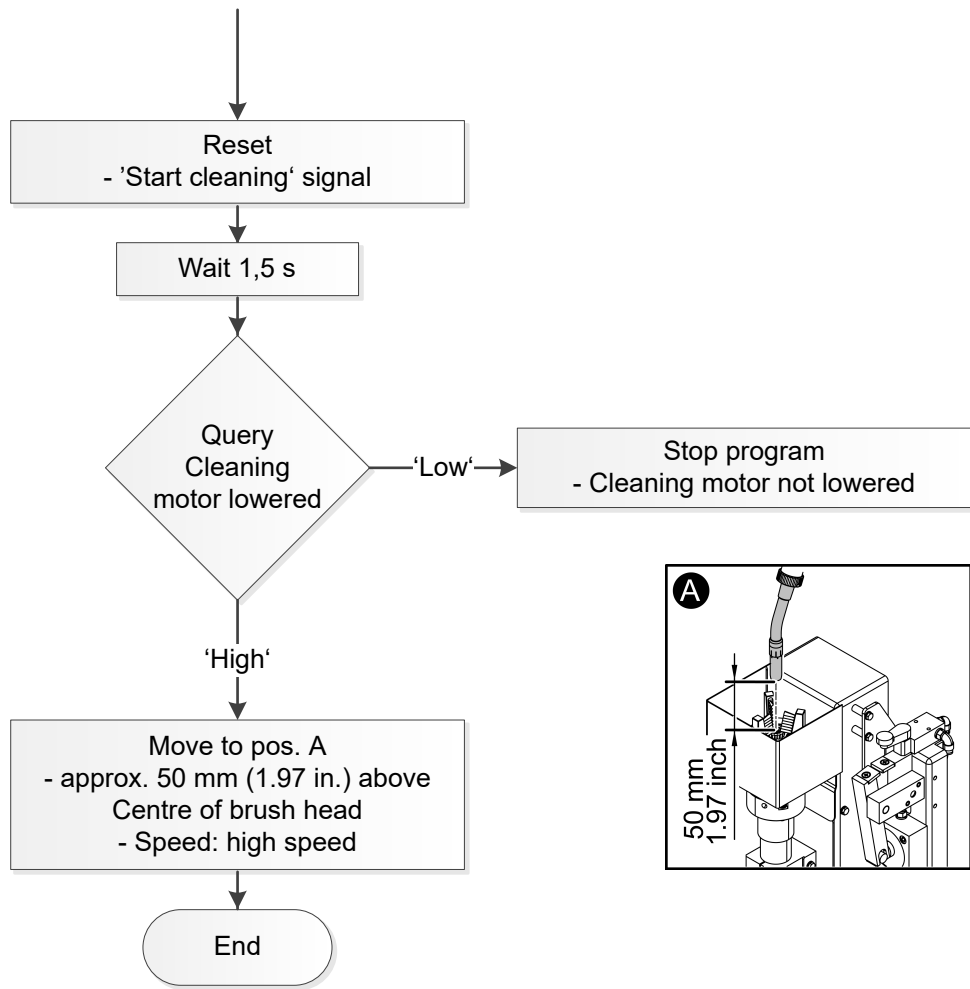 Reset
- ’Start cleaning‘ signal
Wait 1,5 s
Query
Cleaning
motor lowered
‘Low‘
Stop program
- Cleaning motor not lowered
‘High‘
Move to pos. A
- approx. 50 mm (1.97 in.) above
Centre of brush head
- Speed: high speed
End
A
50 mm
1.97 inch